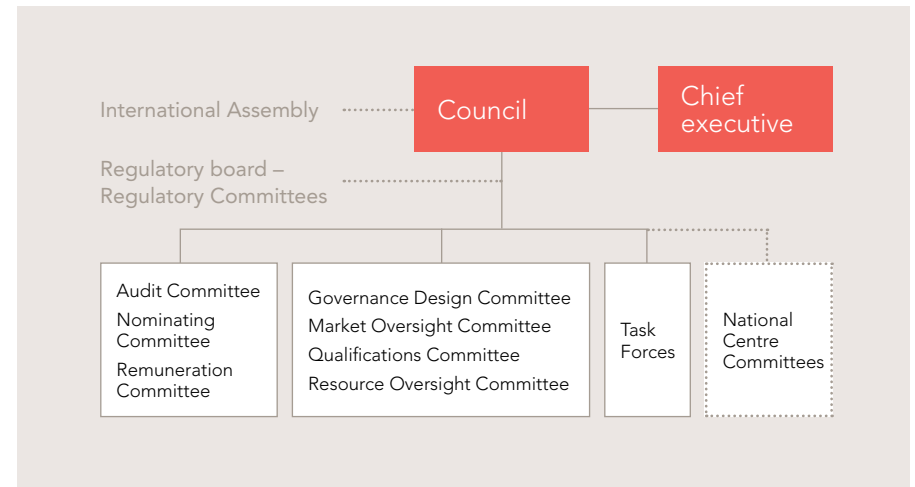 International Assembly
Council
Chief
executive
Regulatory board –
Regulatory Committees
Audit Committee
Nominating
Committee
Remuneration
Committee
Governance Design Committee
Market Oversight Committee
Qualifications Committee
Resource Oversight Committee
Task
Forces
National
Centre
Committees